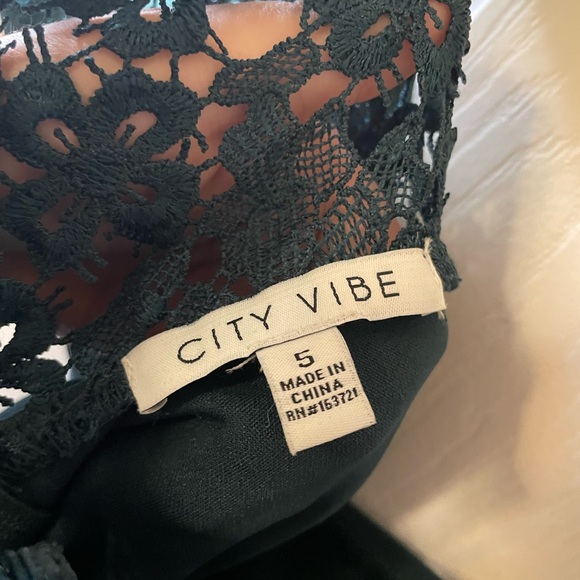 CITY VIBE
5
MADE IN
CHINA
RN#163721